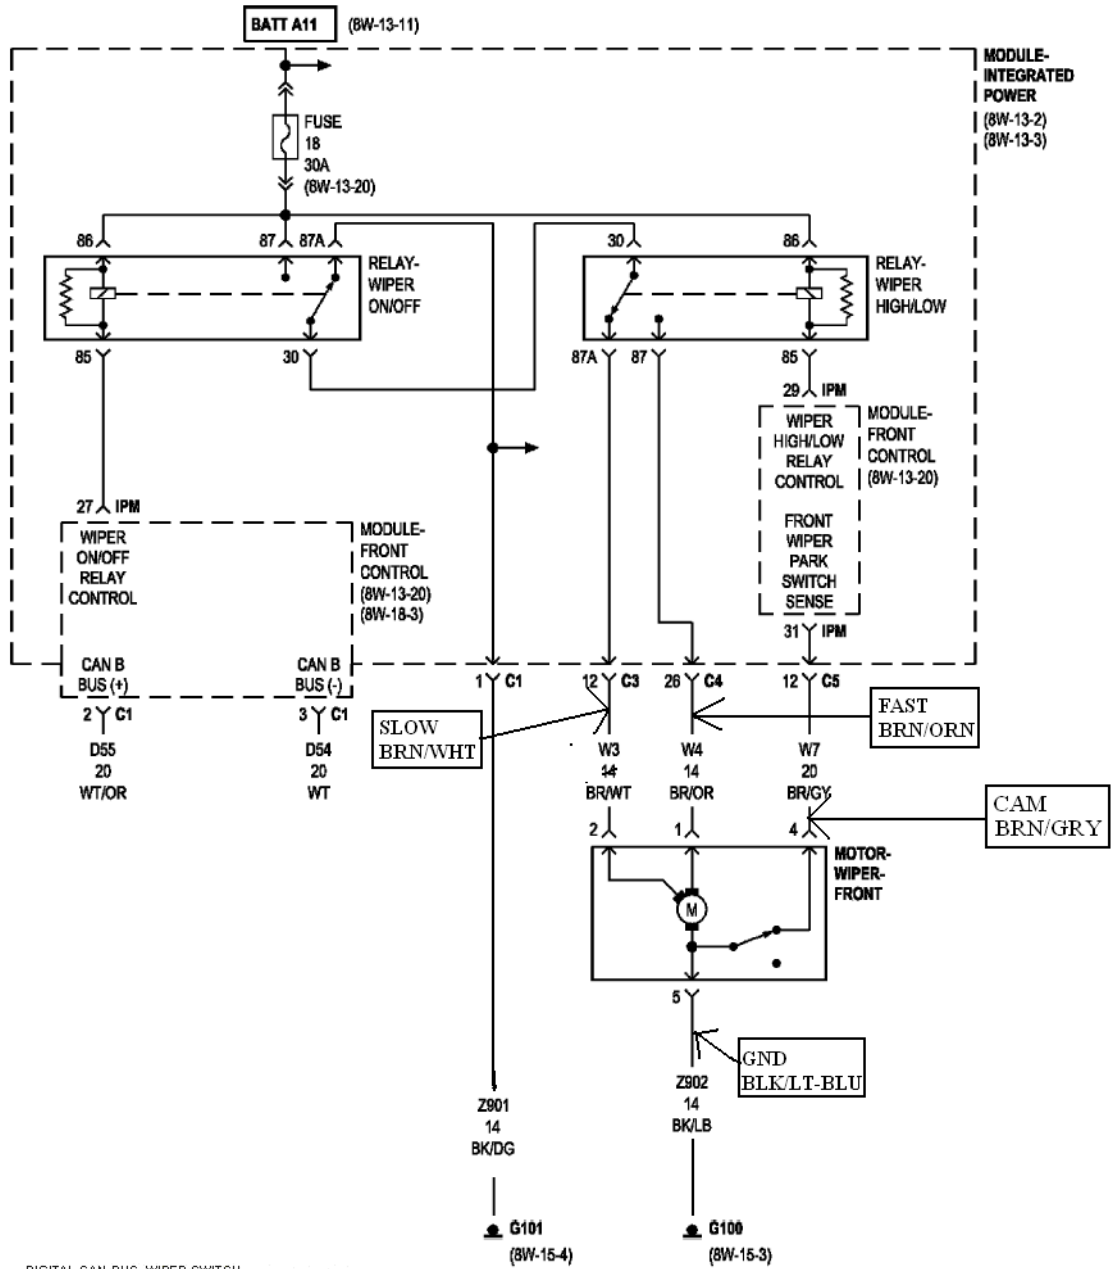 BATT A11 (8W-13-11)
MODULE-
INTEGRATED
POWER
(8W-13-2)
(8W-13-3)
FUSE
18
30A
(8W-13-20)
86 87 87A 30 86
RELAY-
WIPER
ON/OFF
RELAY-
WIPER
HIGH/LOW
85 30 87A 87 85
29 IPM
WIPER
HIGH/LOW
RELAY
CONTROL
FRONT
WIPER
PARK
SWITCH
SENSE
MODULE-
FRONT
CONTROL
(8W-13-20)
27 IPM
WIPER
ON/OFF
RELAY
CONTROL
MODULE-
FRONT
CONTROL
(8W-13-20)
(8W-18-3)
31 IPM
CAN B
BUS (+)
CAN B
BUS (-)
1 C1 12 C3 26 C4 12 C5
2 C1 3 C1
SLOW
BRN/WHT
FAST
BRN/ORN
D55
20
WT/OR
D54
20
WT
W3
14
BR/WT
W4
14
BR/OR
W7
20
BR/GY
CAM
BRN/GRY
2 1 4
MOTOR-
WIPER-
FRONT
M
5
GND
BLK/LT-BLU
Z901
14
BK/DG
Z902
14
BK/LB
G101
(8W-15-4)
G100
(8W-15-3)
DIGITAL CAN BUS WIPER SWITCH